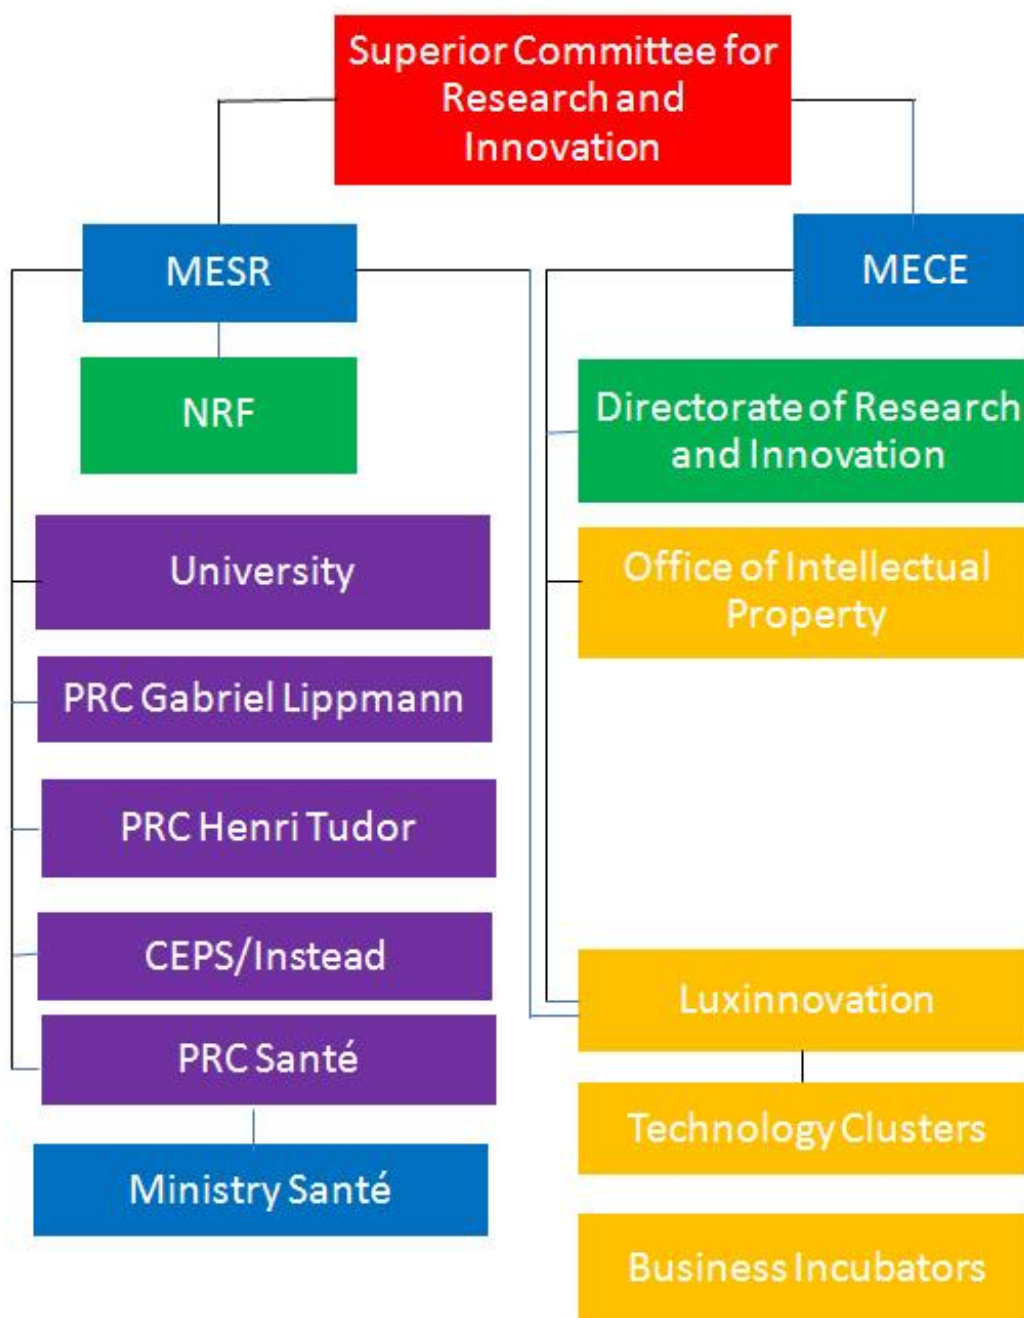 Superior Committee for
Research and
Innovation
MESR
MECE
NRF
Directorate of Research
and Innovation
University
Office of Intellectual
Property
PRC Gabriel Lippmann
PRC Henri Tudor
CEPS/Instead
Luxinnovation
PRC Santé
Technology Clusters
Ministry Santé
Business Incubators